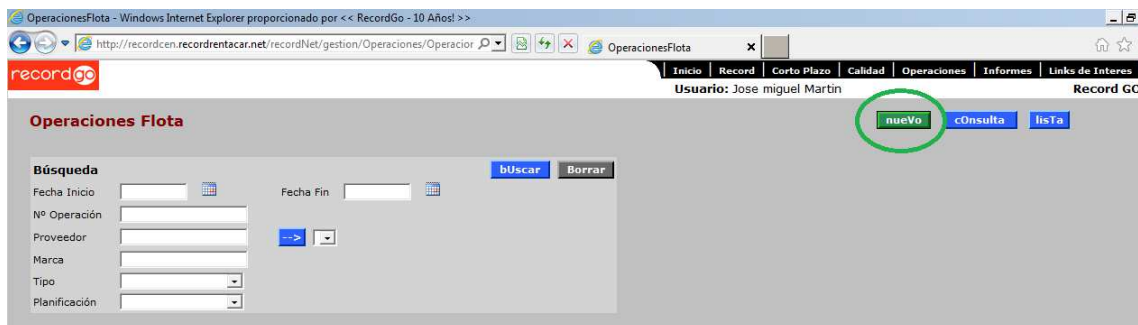 OperacionesFlota - Windows Internet Explorer proporcionado por << RecordGo - 10 Años! >>
http://recordcen.recordrentacar.net/recordNet/gestion/Operaciones/Operacior OperacionesFlota
recordgo Inicio Record Corto Plazo Calidad Operaciones Informes Links de Interes
Usuario: Jose miguel Martin Record GO
Operaciones Flota nueVo cOnsulta lisTa
Búsqueda bUscar Borrar
Fecha Inicio Fecha Fin
Nº Operación
Proveedor -->
Marca
Tipo
Planificación